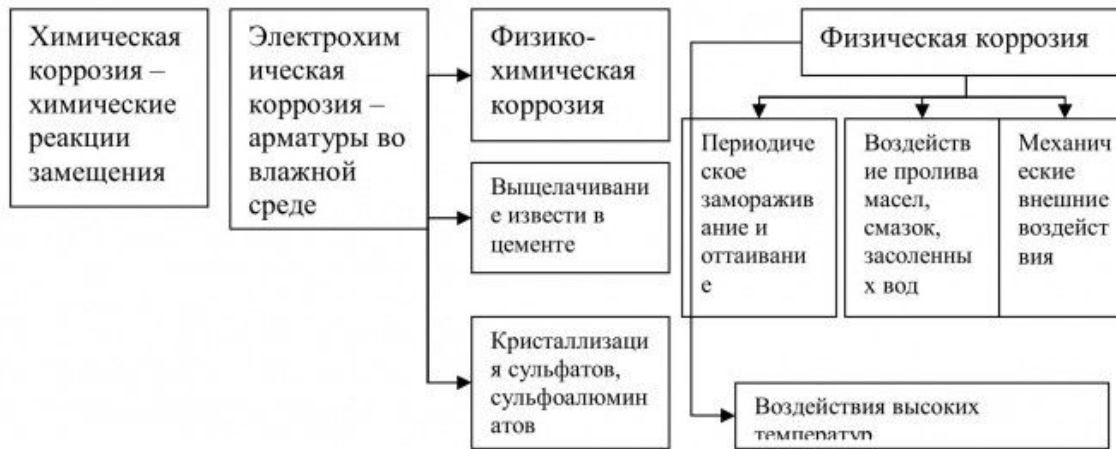 Химическая
коррозия –
химические
реакции
замещения
Электрохим
ическая
коррозия –
арматуры во
влажной
среде
Физико-
химическая
коррозия
Выщелачивани
е извести в
цементе
Кристаллизаци
я сульфатов,
сульфоалюмин
атов
Физическая коррозия
Периодиче
ское
заморажив
ание и
оттаивани
е
Воздейств
ие пролива
масел,
смазок,
засоленны
х вод
Механич
еские
внешние
воздейст
вия
Воздействия высоких
температур